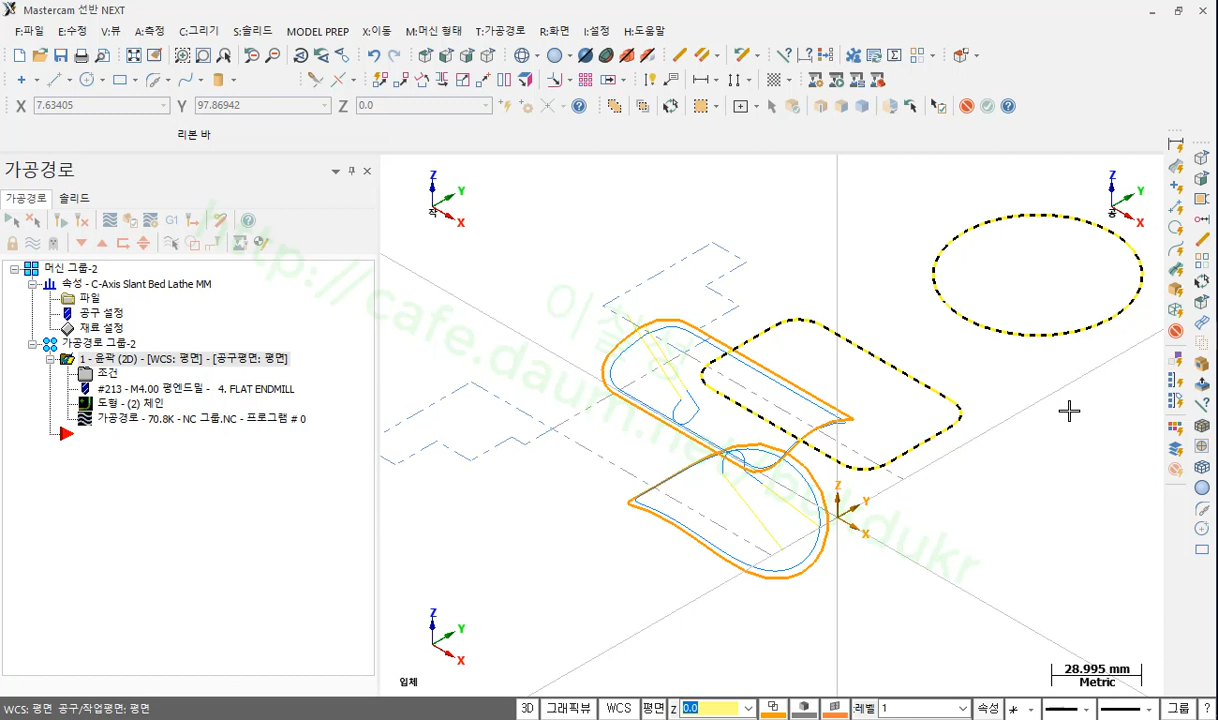 Mastercam 선반 NEXT
F:파일 E:수정 V:뷰 A:측정 C:그리기 S:솔리드 MODEL PREP X:이동 M:머신 형태 T:가공경로 R:화면 I:설정 H:도움말
X 7.63405 Y 97.86942 Z 0.0
리본 바
가공경로
가공경로 솔리드
G1
머신 그룹-2
속성 - C-Axis Slant Bed Lathe MM
파일
공구 설정
재료 설정
가공경로 그룹-2
1 - 윤곽 (2D) - [WCS: 평면] - [공구평면: 평면]
조건
#213 - M4.00 평엔드밀 - 4. FLAT ENDMILL
도형 - (2) 체인
가공경로 - 70.8K - NC 그룹.NC - 프로그램 # 0
Z Y 작 X
Z Y 공 X
Z Y X
Z Y X
http://cafe.daum.net/
dukr
입체
28.995 mm
Metric
WCS: 평면 공구/작업평면: 평면 3D 그래픽뷰 WCS 평면 Z 0.0 레벨 1 속성 그룹 ?